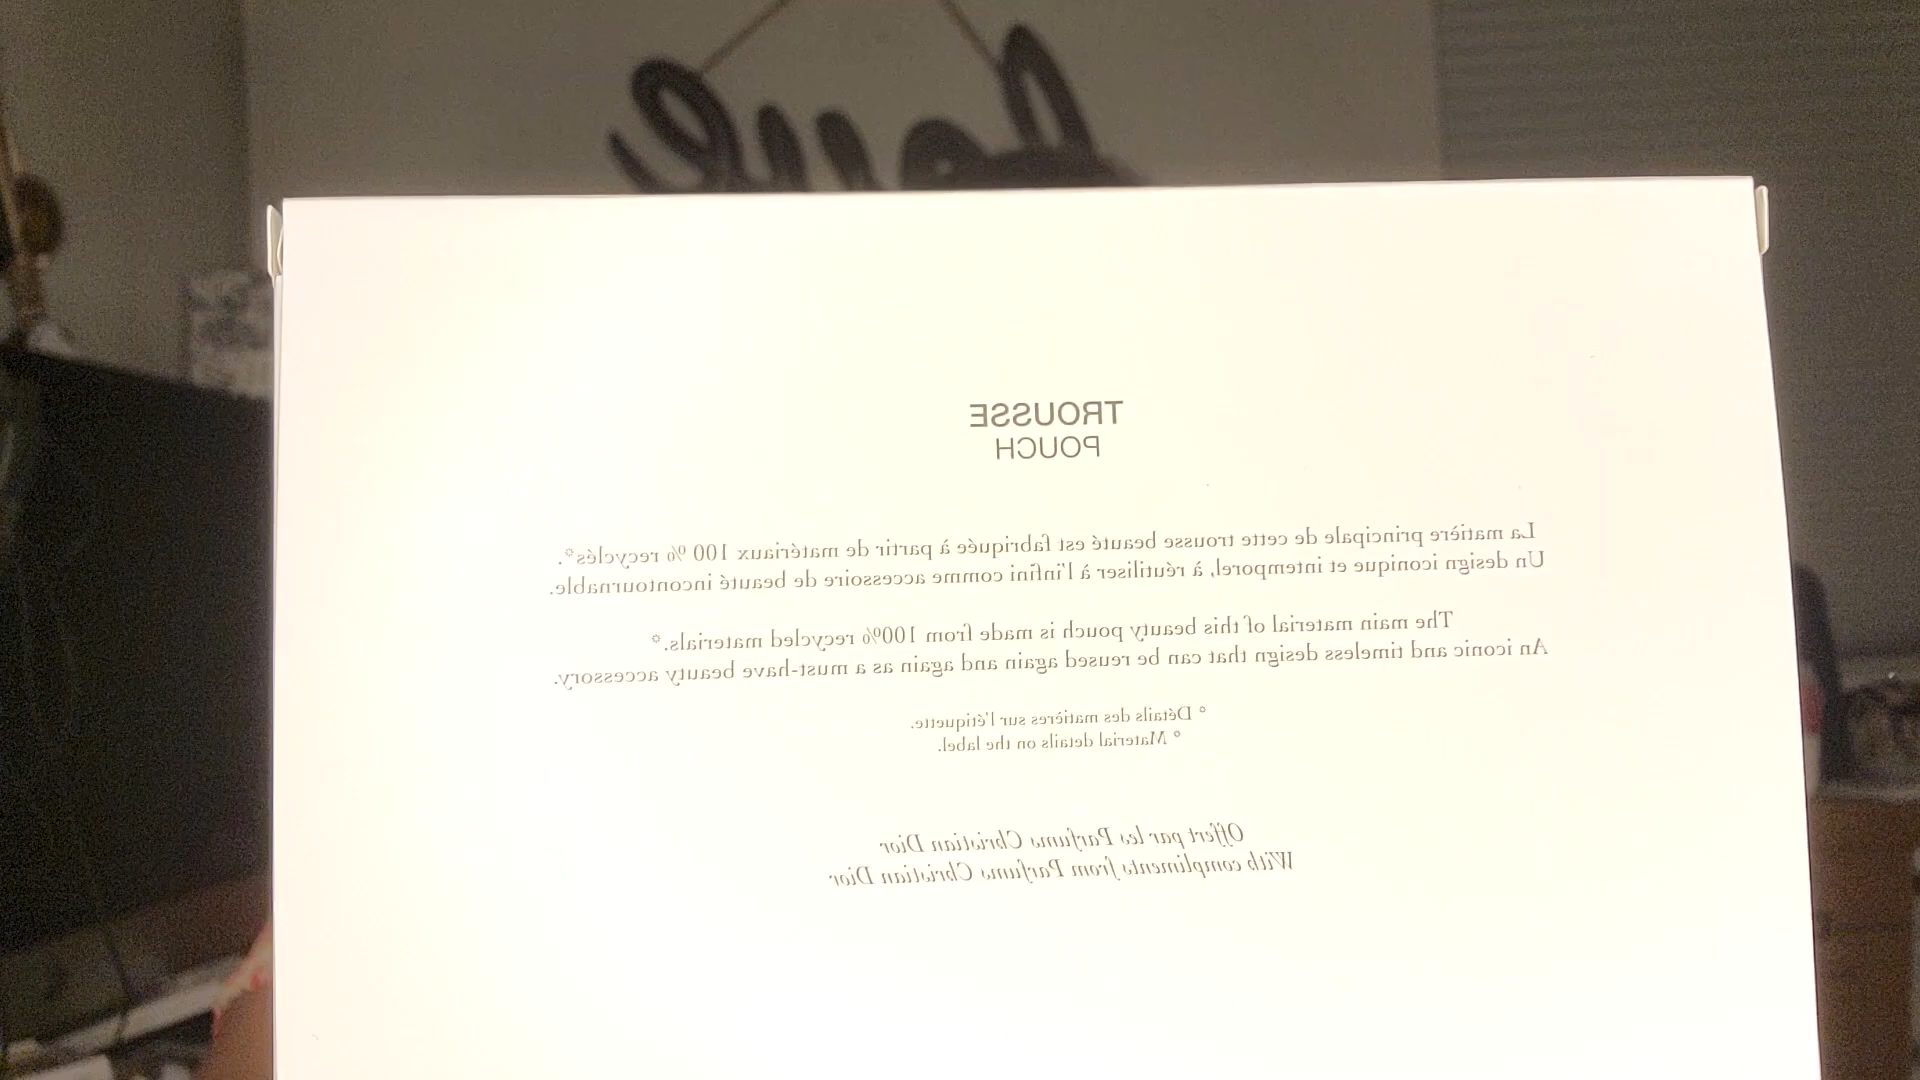 love
TROUSSE
POUCH
La matière principale de cette trousse beauté est fabriquée à partir de matériaux 100 % recyclés*.
Un design iconique et intemporel, à réutiliser à l'infini comme accessoire de beauté incontournable.
The main material of this beauty pouch is made from 100% recycled materials.*
An iconic and timeless design that can be reused again and again as a must-have beauty accessory.
* Détails des matières sur l'étiquette.
* Material details on the label.
Offert par les Parfums Christian Dior
With compliments from Parfums Christian Dior